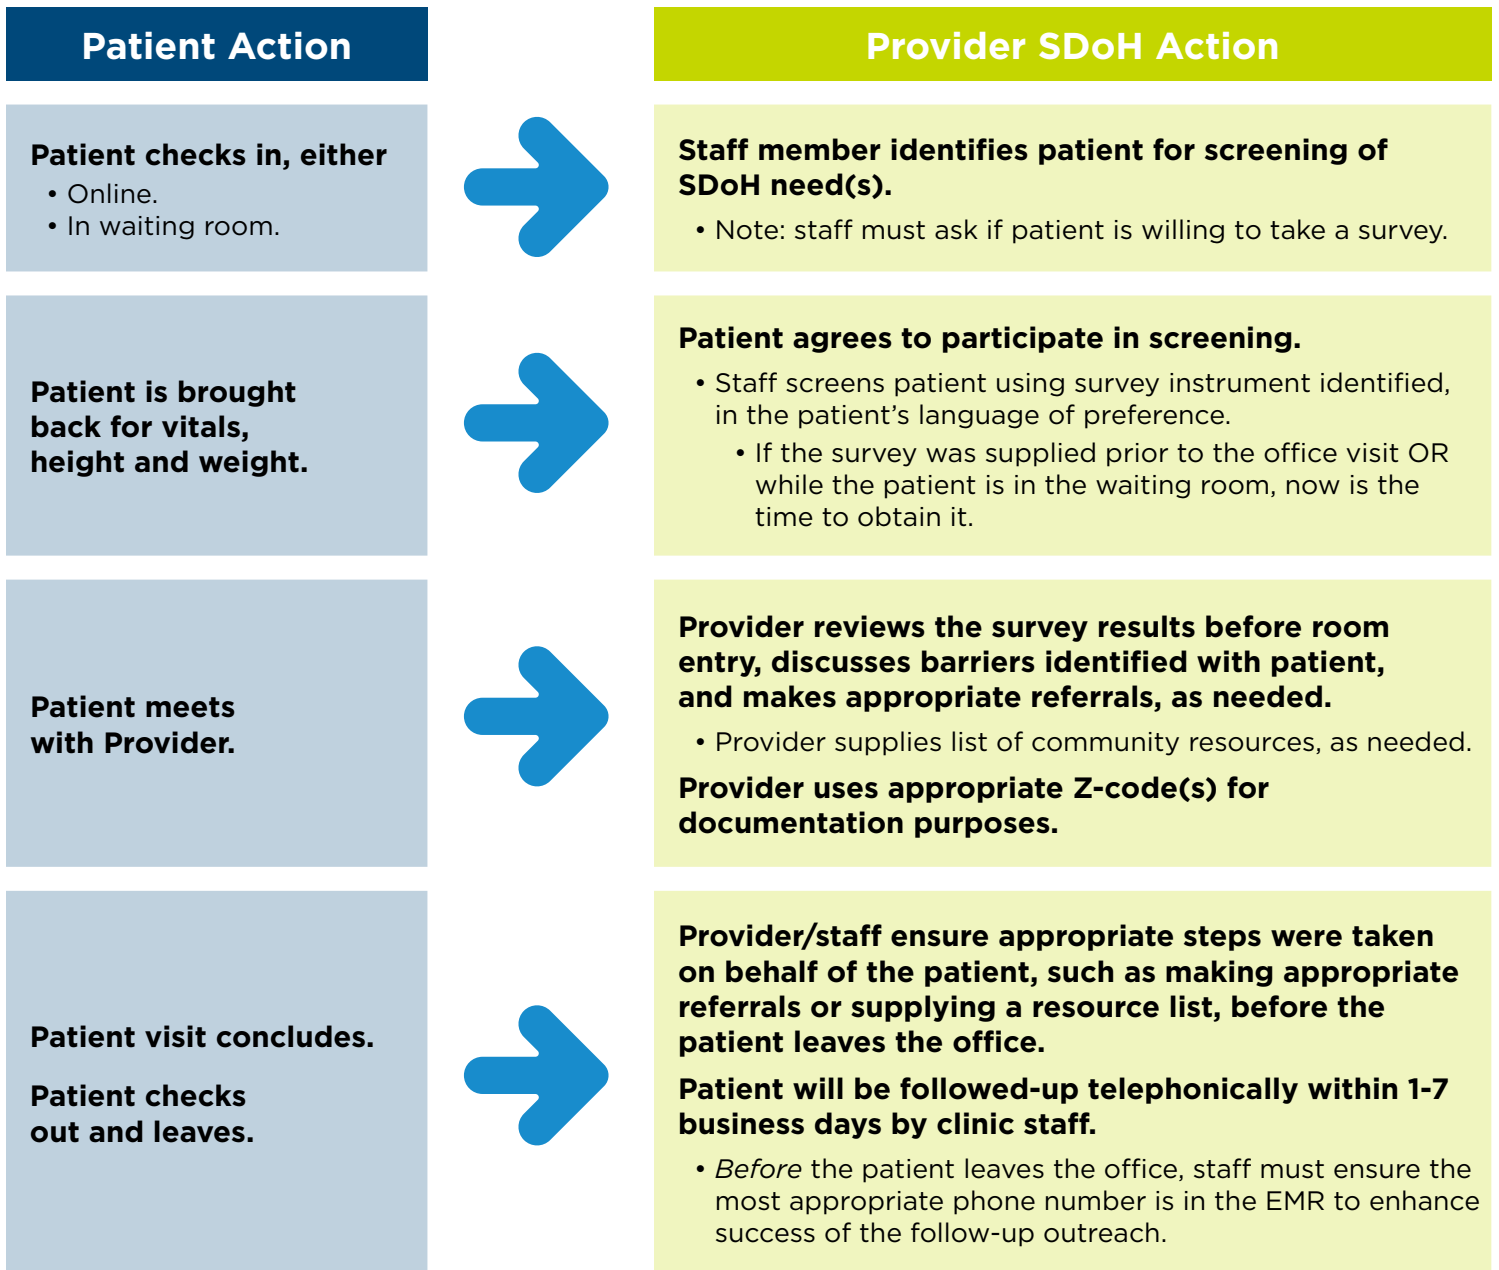 Patient Action
Provider SDoH Action
Patient checks in, either
• Online.
• In waiting room.
Staff member identifies patient for screening of
SDoH need(s).
• Note: staff must ask if patient is willing to take a survey.
Patient is brought
back for vitals,
height and weight.
Patient agrees to participate in screening.
• Staff screens patient using survey instrument identified,
in the patient’s language of preference.
• If the survey was supplied prior to the office visit OR
while the patient is in the waiting room, now is the
time to obtain it.
Patient meets
with Provider.
Provider reviews the survey results before room
entry, discusses barriers identified with patient,
and makes appropriate referrals, as needed.
• Provider supplies list of community resources, as needed.
Provider uses appropriate Z-code(s) for
documentation purposes.
Patient visit concludes.
Patient checks
out and leaves.
Provider/staff ensure appropriate steps were taken
on behalf of the patient, such as making appropriate
referrals or supplying a resource list, before the
patient leaves the office.
Patient will be followed-up telephonically within 1-7
business days by clinic staff.
• Before the patient leaves the office, staff must ensure the
most appropriate phone number is in the EMR to enhance
success of the follow-up outreach.